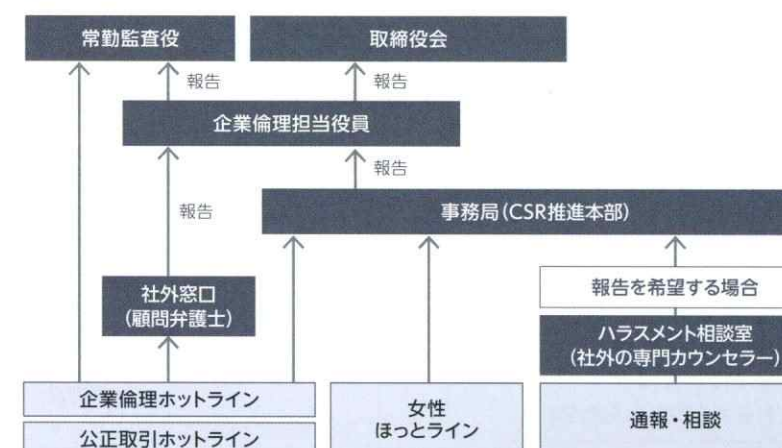 常勤監査役
取締役会
報告
報告
企業倫理担当役員
報告
報告
事務局（CSR推進本部）
社外窓口
（顧問弁護士）
報告を希望する場合
ハラスメント相談室
（社外の専門カウンセラー）
企業倫理ホットライン
公正取引ホットライン
女性
ほっとライン
通報・相談